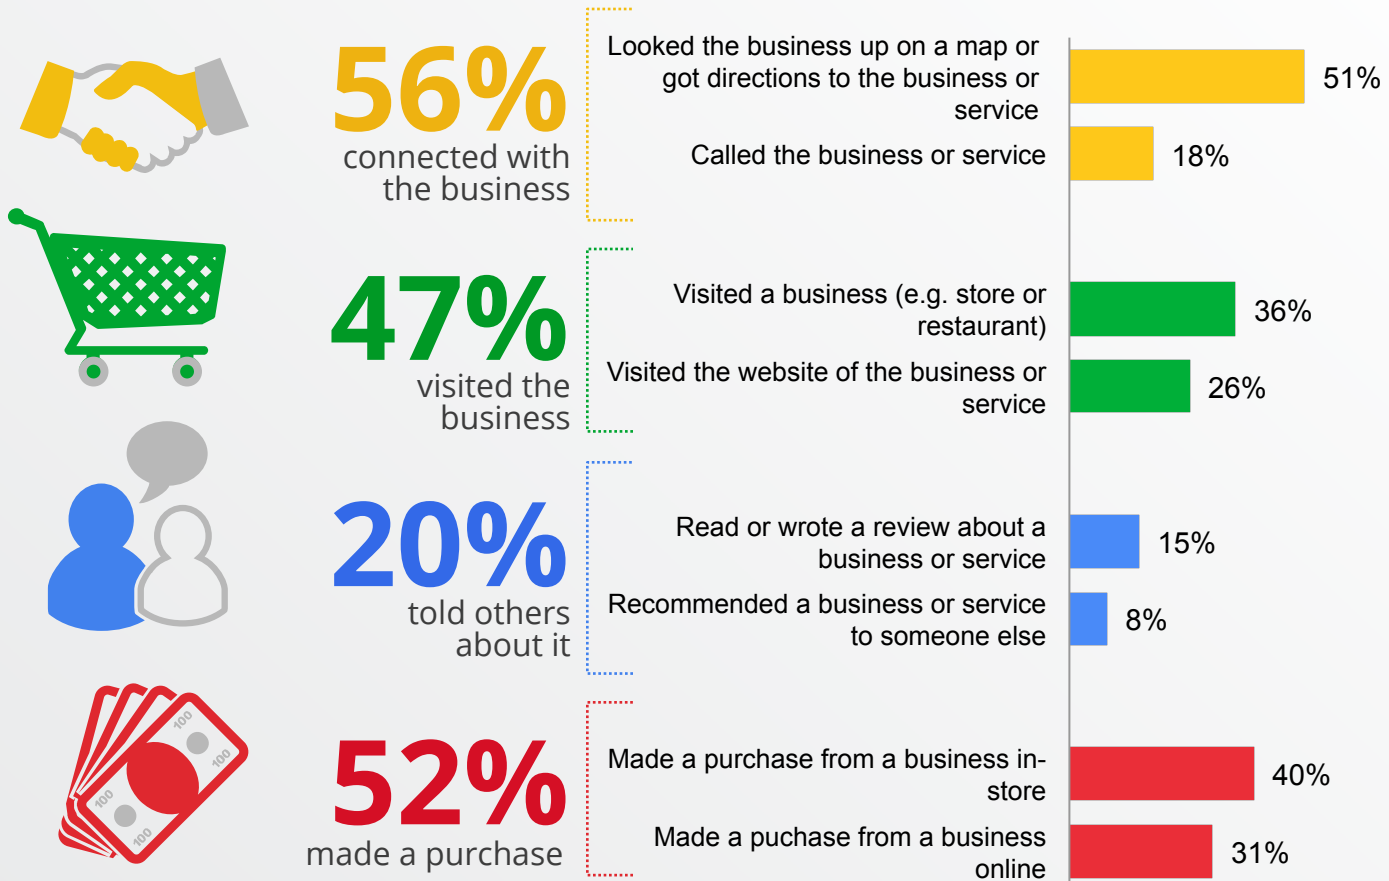 56%
connected with
the business
Looked the business up on a map or
got directions to the business or
service
51%
Called the business or service
18%
47%
visited the
business
Visited a business (e.g. store or
restaurant)
36%
Visited the website of the business or
service
26%
20%
told others
about it
Read or wrote a review about a
business or service
15%
Recommended a business or service
to someone else
8%
100
100
100
100
52%
made a purchase
Made a purchase from a business in-
store
40%
Made a puchase from a business
online
31%